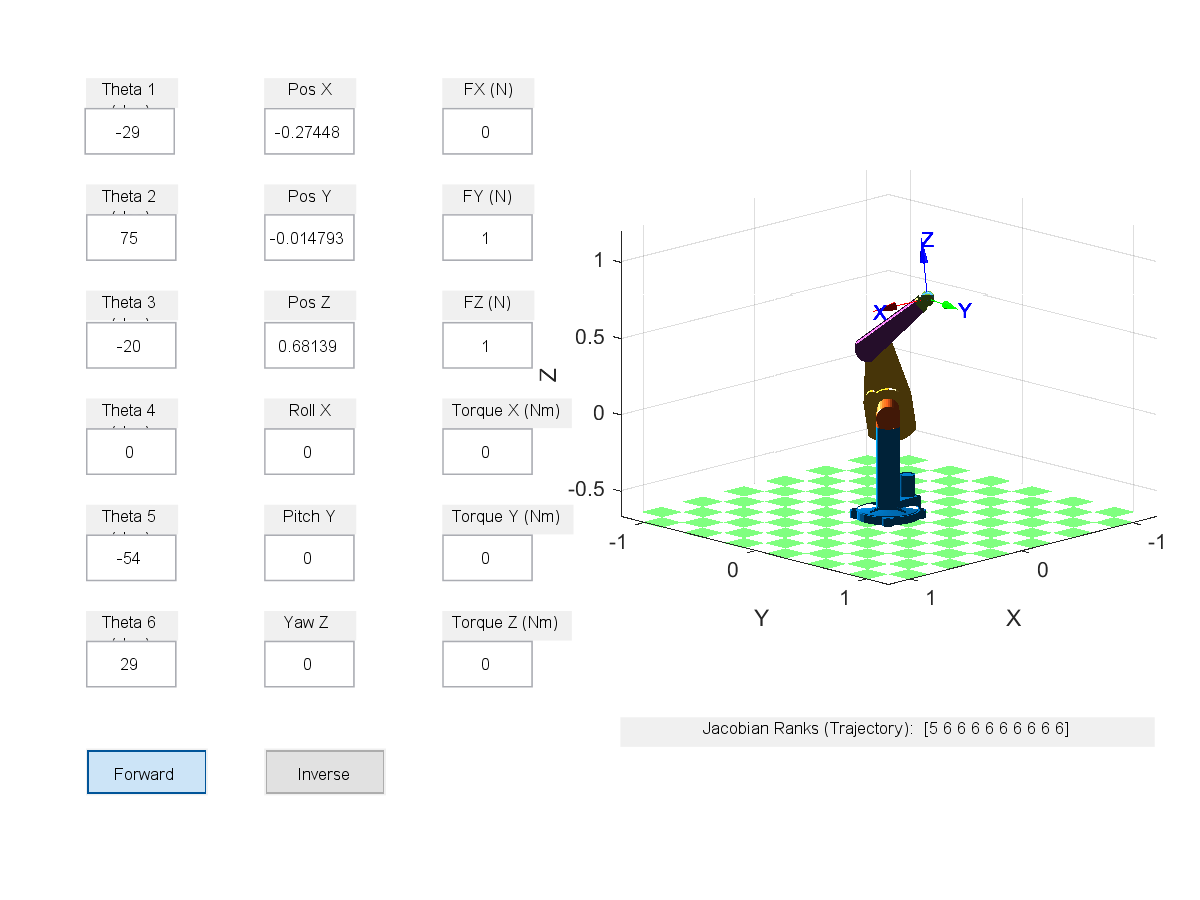 Theta 1
-29
Pos X
-0.27448
FX (N)
0
Theta 2
75
Pos Y
-0.014793
FY (N)
1
Theta 3
-20
Pos Z
0.68139
FZ (N)
1
Theta 4
0
Roll X
0
Torque X (Nm)
0
Theta 5
-54
Pitch Y
0
Torque Y (Nm)
0
Theta 6
29
Yaw Z
0
Torque Z (Nm)
0
Forward
Inverse
Z
X
Y
1
0.5
0
-0.5
Z
-1
0
1
Y
1
0
-1
X
Jacobian Ranks (Trajectory): [5 6 6 6 6 6 6 6 6 6]